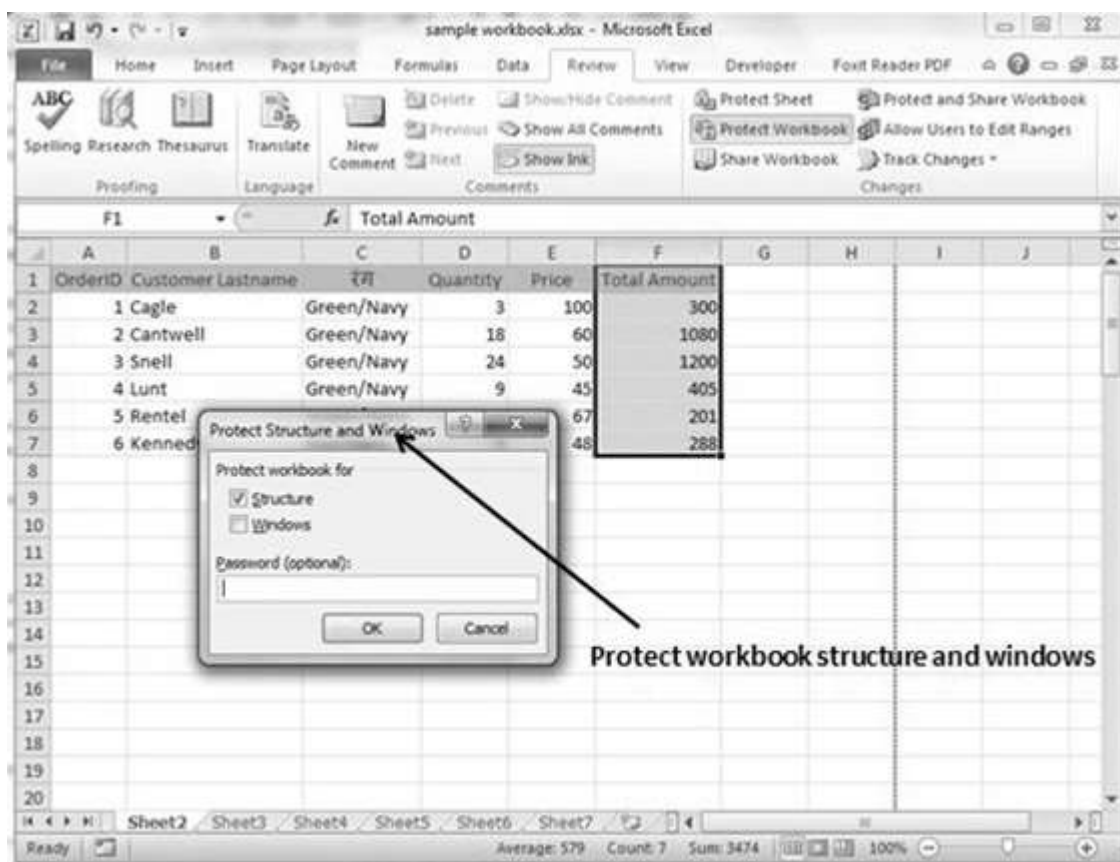 sample workbook.xlsx - Microsoft Excel
File Home Insert Page Layout Formulas Data Review View Developer Foxit Reader PDF
ABC Delete Show/Hide Comment Protect Sheet Protect and Share Workbook
Previous Show All Comments Protect Workbook Allow Users to Edit Ranges
Spelling Research Thesaurus Translate New Comment Next Show Ink Share Workbook Track Changes
Proofing Language Comments Changes
F1 fx Total Amount
A B C D E F G H I J
1 OrderID Customer Lastname रंग Quantity Price Total Amount
2 1 Cagle Green/Navy 3 100 300
3 2 Cantwell Green/Navy 18 60 1080
4 3 Snell Green/Navy 24 50 1200
5 4 Lunt Green/Navy 9 45 405
6 5 Rentel 67 201
7 6 Kenned 48 288
8
9
10
11
12
13
14
15
16
17
18
19
20
Protect Structure and Windows
Protect workbook for
Structure
Windows
Password (optional):
OK Cancel
Protect workbook structure and windows
Sheet2 Sheet3 Sheet4 Sheet5 Sheet6 Sheet7
Ready Average: 579 Count: 7 Sum: 3474 100%